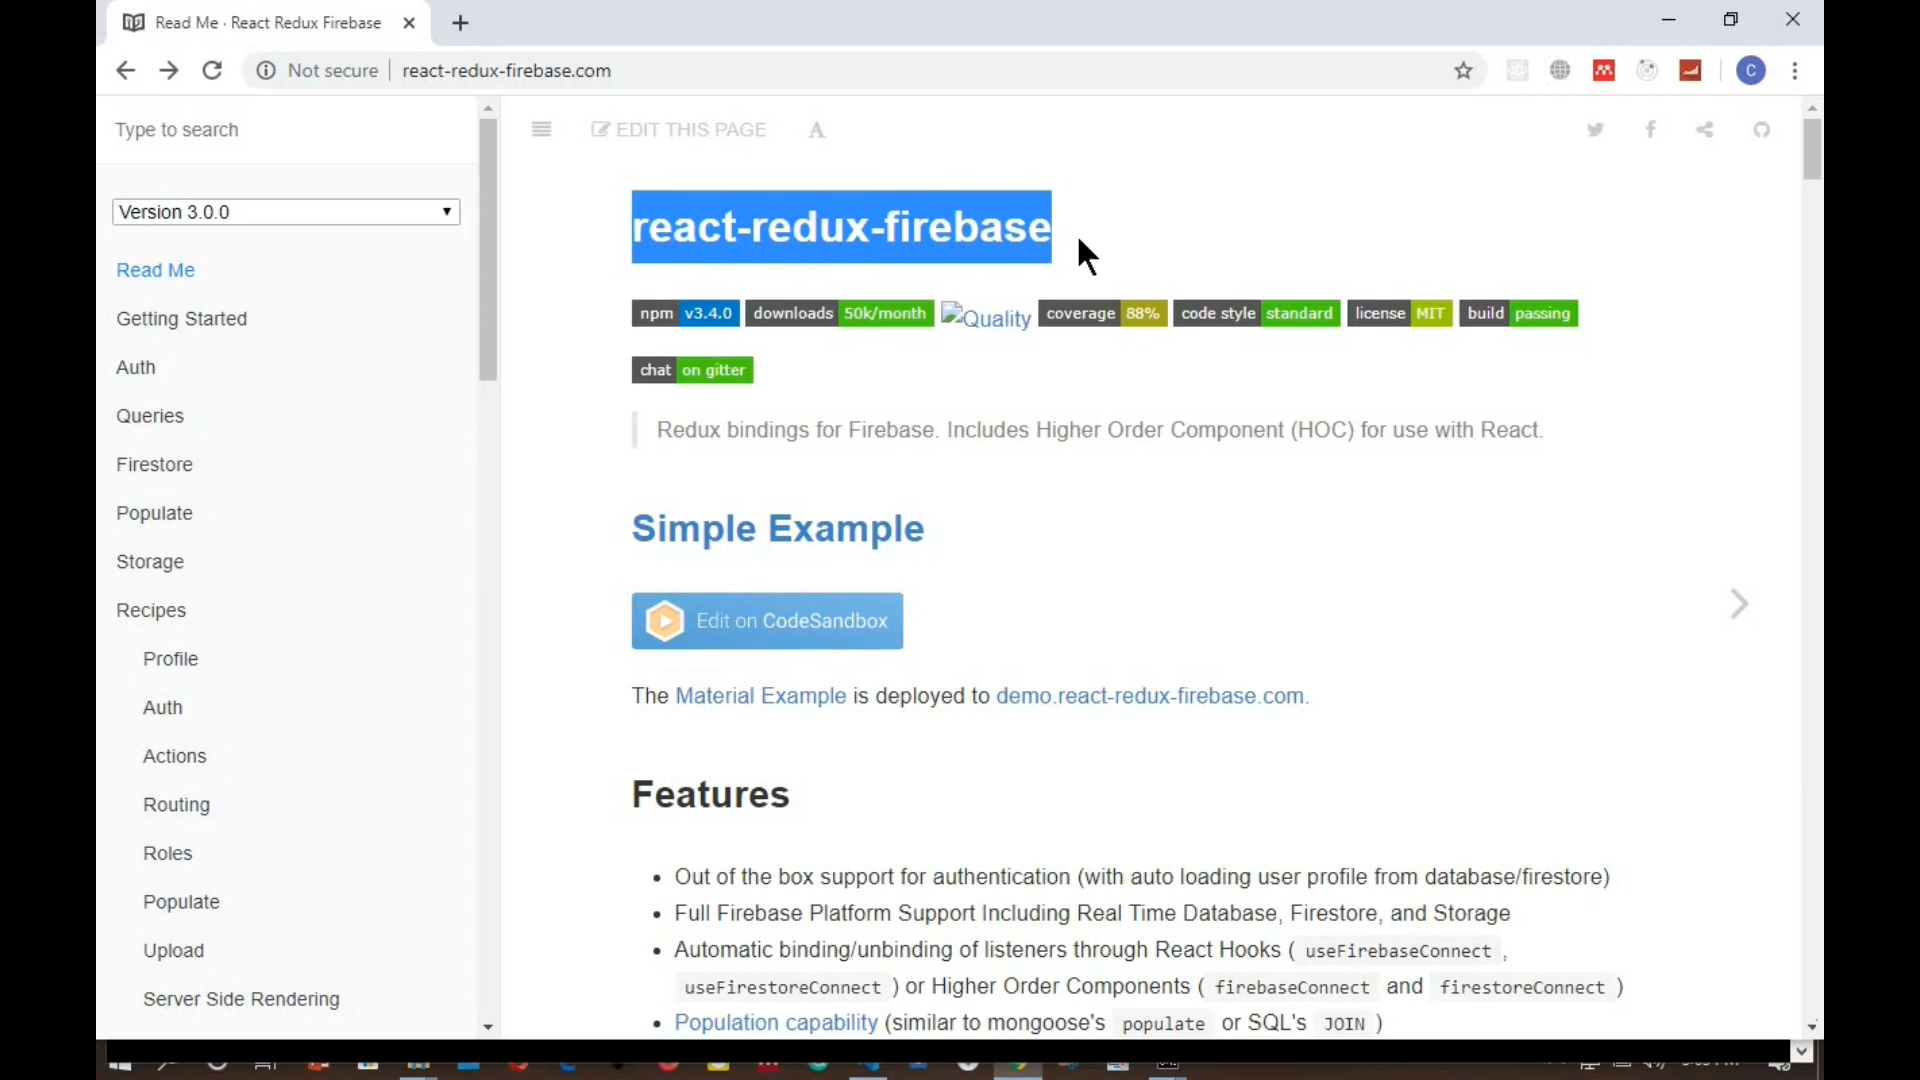 Read Me · React Redux Firebase
Not secure
react-redux-firebase.com
C
Type to search
EDIT THIS PAGE
A
Version 3.0.0
Read Me
Getting Started
Auth
Queries
Firestore
Populate
Storage
Recipes
Profile
Auth
Actions
Routing
Roles
Populate
Upload
Server Side Rendering
react-redux-firebase
npm v3.4.0 downloads 50k/month Quality coverage 88% code style standard license MIT build passing
chat on gitter
Redux bindings for Firebase. Includes Higher Order Component (HOC) for use with React.
Simple Example
Edit on CodeSandbox
The Material Example is deployed to demo.react-redux-firebase.com.
Features
• Out of the box support for authentication (with auto loading user profile from database/firestore)
• Full Firebase Platform Support Including Real Time Database, Firestore, and Storage
• Automatic binding/unbinding of listeners through React Hooks ( useFirebaseConnect ,
useFirestoreConnect ) or Higher Order Components ( firebaseConnect and firestoreConnect )
• Population capability (similar to mongoose's populate or SQL's JOIN )